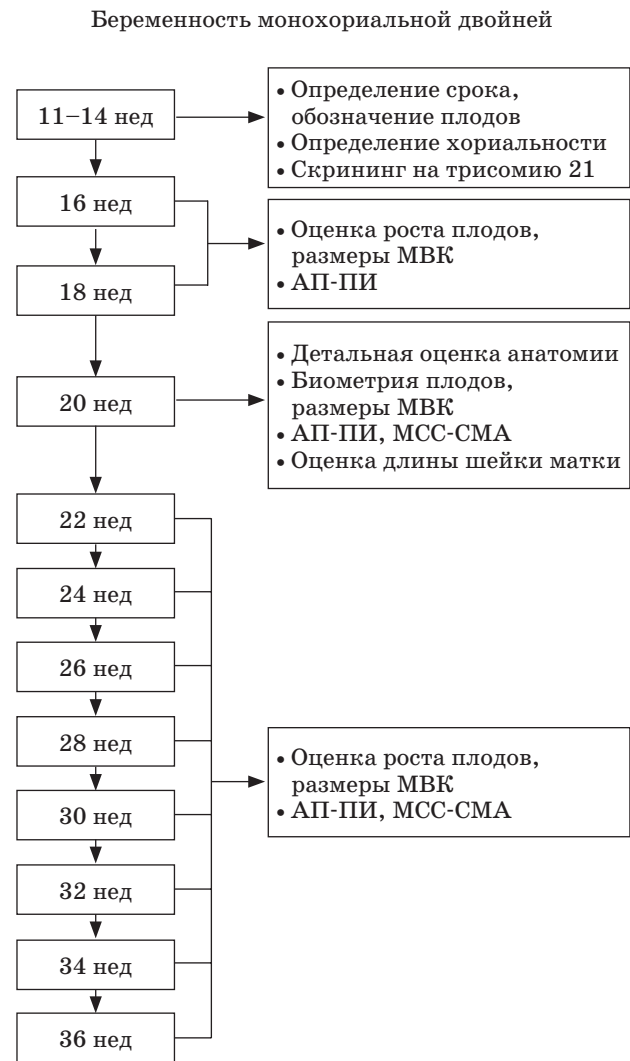 Беременность монохориальной двойней
11–14 нед
• Определение срока,
обозначение плодов
• Определение хориальности
• Скрининг на трисомию 21
16 нед
18 нед
• Оценка роста плодов,
размеры МВК
• АП-ПИ
20 нед
• Детальная оценка анатомии
• Биометрия плодов,
размеры МВК
• АП-ПИ, МСС-СМА
• Оценка длины шейки матки
22 нед
24 нед
26 нед
28 нед
30 нед
32 нед
34 нед
36 нед
• Оценка роста плодов,
размеры МВК
• АП-ПИ, МСС-СМА